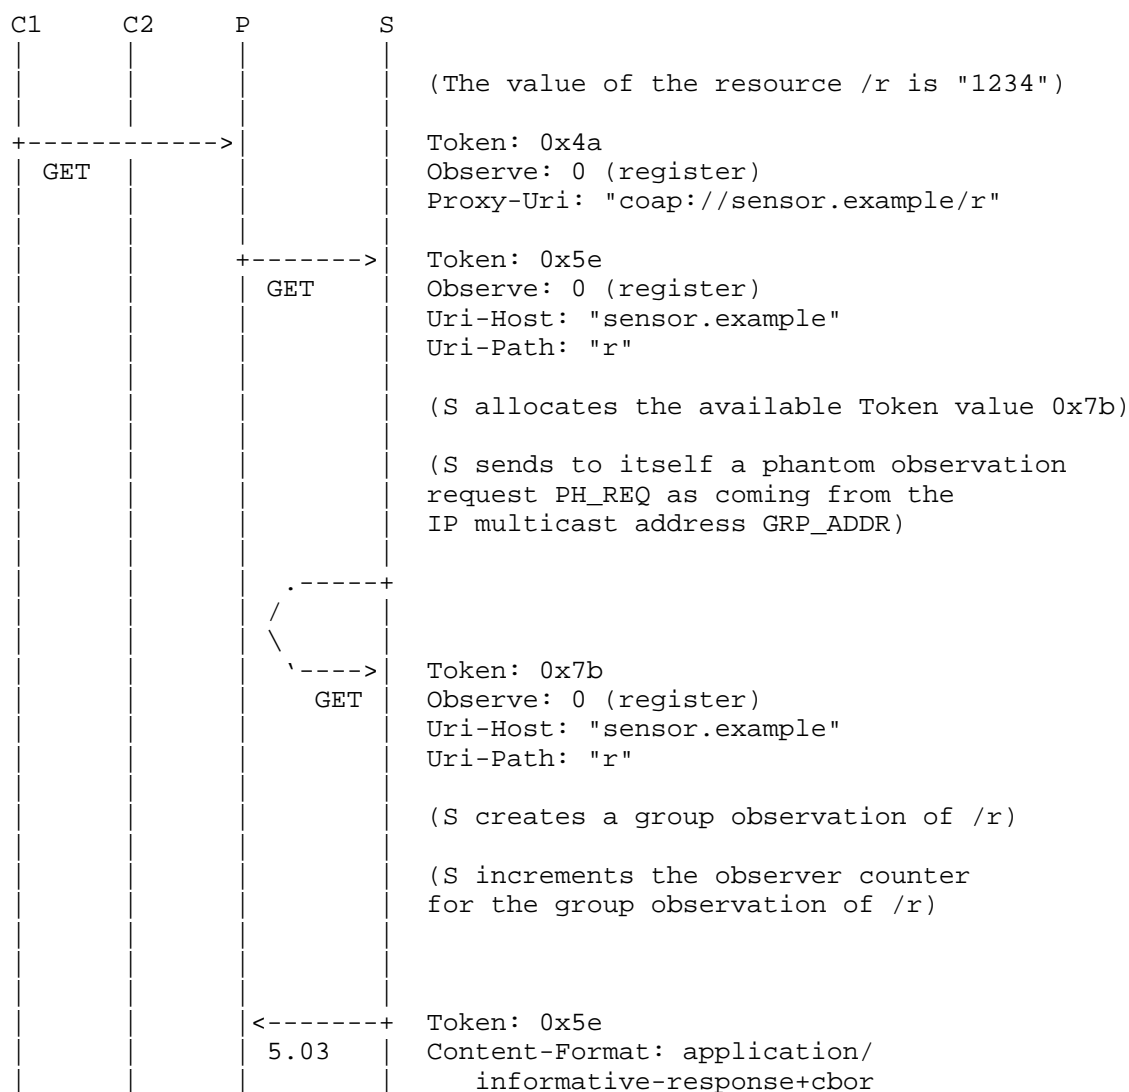 C1 C2 P S
(The value of the resource /r is "1234")
Token: 0x4a
GET Observe: 0 (register)
Proxy-Uri: "coap://sensor.example/r"
Token: 0x5e
GET Observe: 0 (register)
Uri-Host: "sensor.example"
Uri-Path: "r"
(S allocates the available Token value 0x7b)
(S sends to itself a phantom observation
request PH_REQ as coming from the
IP multicast address GRP_ADDR)
Token: 0x7b
GET Observe: 0 (register)
Uri-Host: "sensor.example"
Uri-Path: "r"
(S creates a group observation of /r)
(S increments the observer counter
for the group observation of /r)
Token: 0x5e
5.03 Content-Format: application/
informative-response+cbor